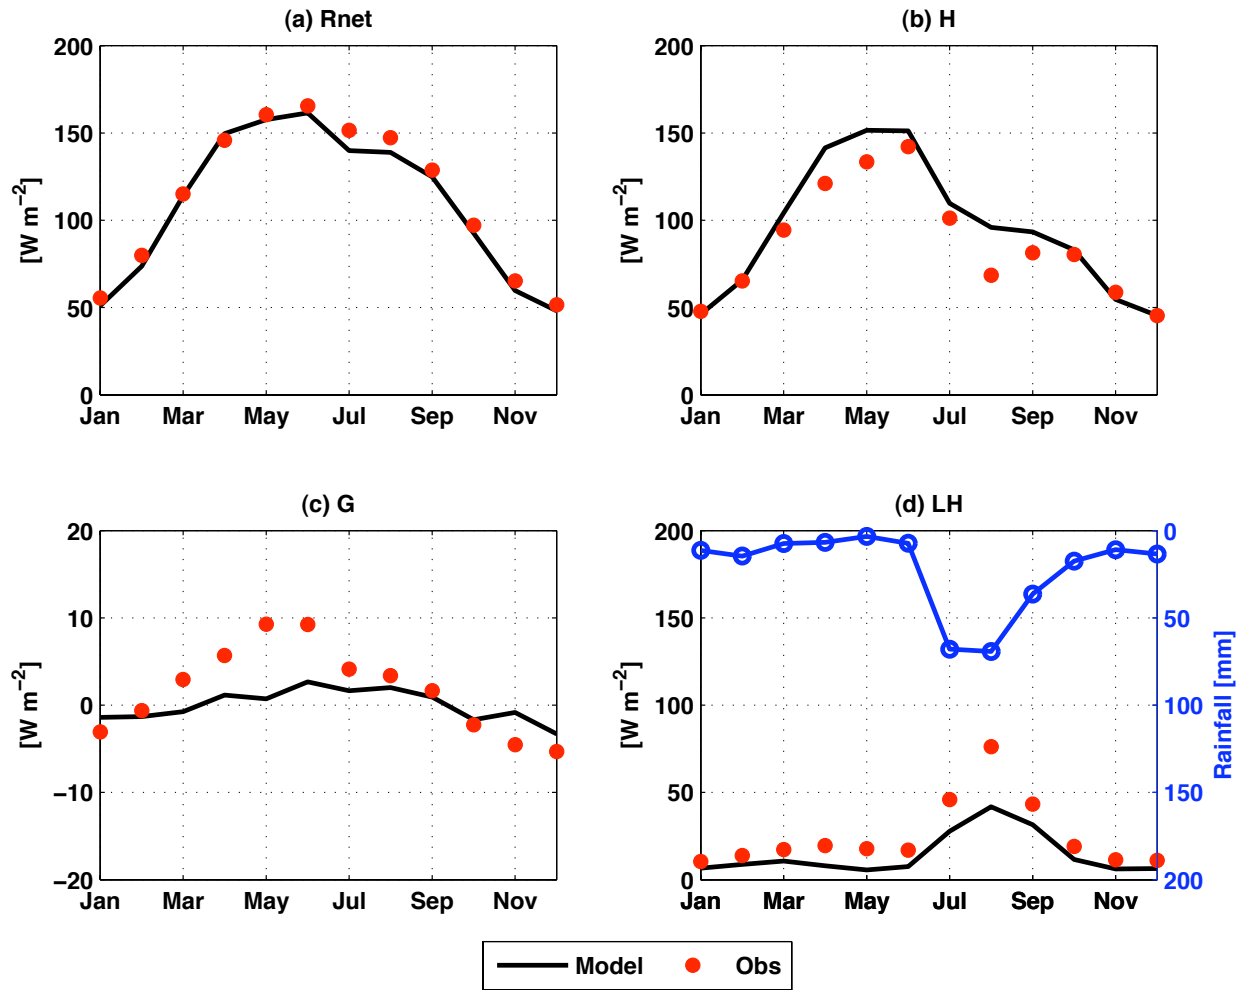 (a) Rnet
200
150
100
50
0
[W m−2]
Jan Mar May Jul Sep Nov
(b) H
200
150
100
50
0
[W m−2]
Jan Mar May Jul Sep Nov
(c) G
20
10
0
−10
−20
[W m−2]
Jan Mar May Jul Sep Nov
(d) LH
200
150
100
50
0
[W m−2]
0
50
100
150
200
Rainfall [mm]
Jan Mar May Jul Sep Nov
Model Obs